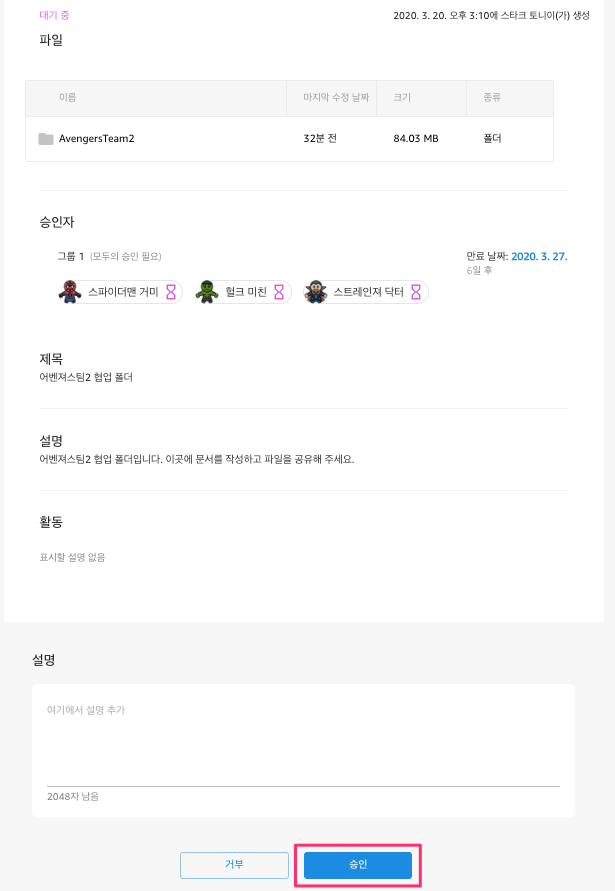 대기 중
2020. 3. 20. 오후 3:10에 스타크 토니이(가) 생성
파일
이름 마지막 수정 날짜 크기 종류
AvengersTeam2 32분 전 84.03 MB 폴더
승인자
그룹 1 (모두의 승인 필요) 만료 날짜: 2020. 3. 27.
6일 후
스파이더맨 거미 헐크 미친 스트레인져 닥터
제목
어벤져스팀2 협업 폴더
설명
어벤져스팀2 협업 폴더입니다. 이곳에 문서를 작성하고 파일을 공유해 주세요.
활동
표시할 설명 없음
설명
여기에서 설명 추가
2048자 남음
거부 승인